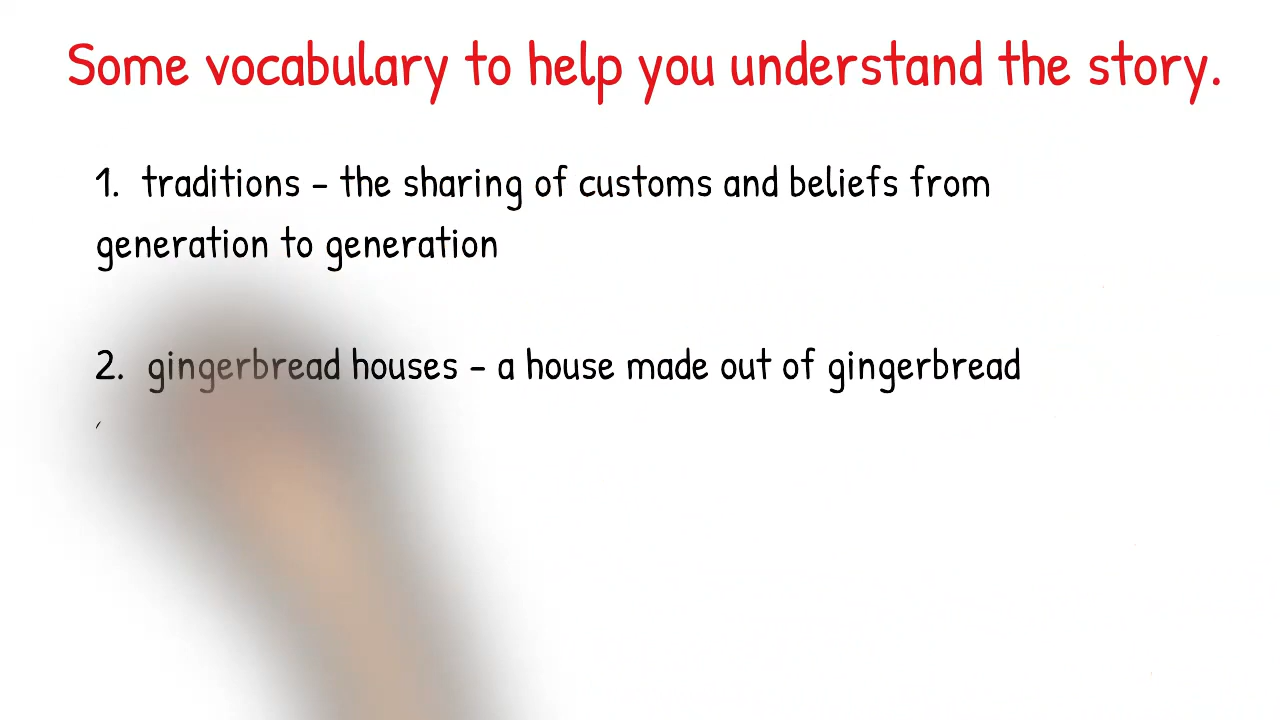 Some vocabulary to help you understand the story.
1. traditions - the sharing of customs and beliefs from
generation to generation
2. gingerbread houses - a house made out of gingerbread